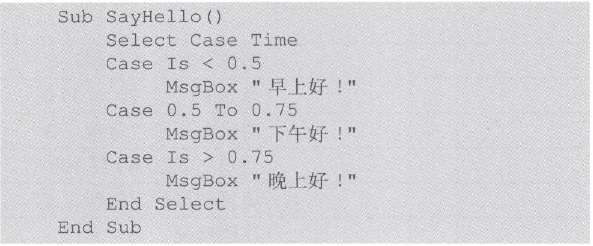 Sub SayHello()
    Select Case Time
    Case Is < 0.5
        MsgBox "早上好!"
    Case 0.5 To 0.75
        MsgBox "下午好!"
    Case Is > 0.75
        MsgBox "晚上好!"
    End Select
End Sub